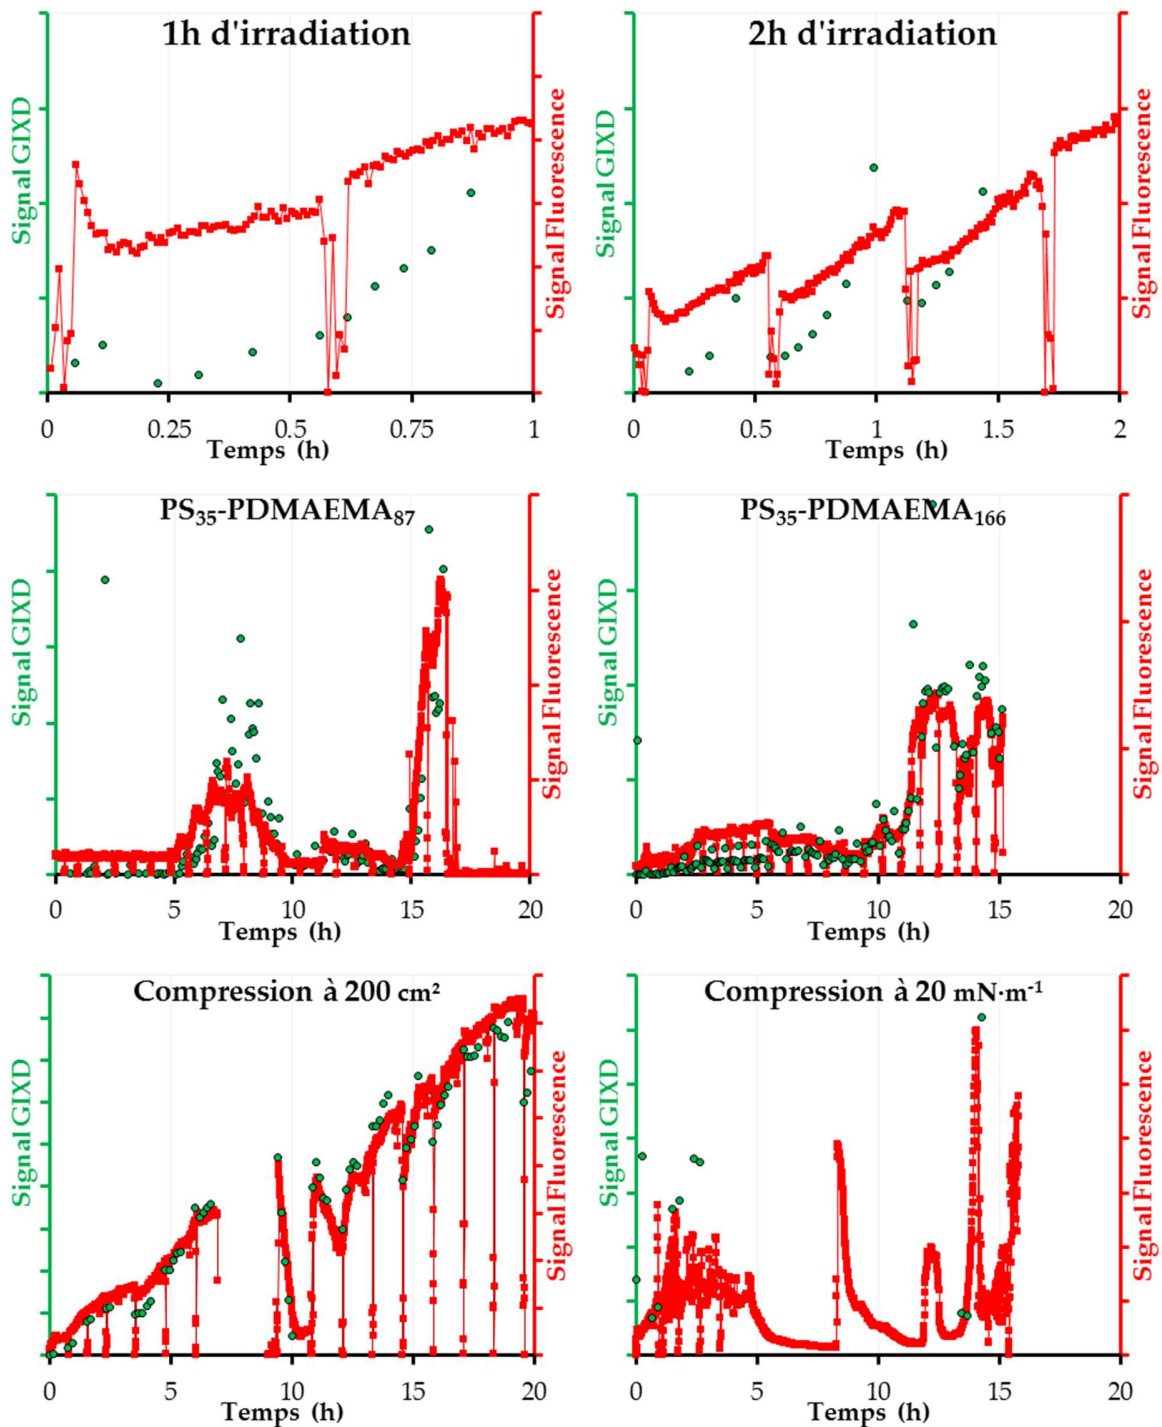 1h d'irradiation
Signal GIXD
Signal Fluorescence
0 0.25 0.5 0.75 1
Temps (h)
2h d'irradiation
Signal GIXD
Signal Fluorescence
0 0.5 1 1.5 2
Temps (h)
PS₃₅-PDMAEMA₈₇
Signal GIXD
Signal Fluorescence
0 5 10 15 20
Temps (h)
PS₃₅-PDMAEMA₁₆₆
Signal GIXD
Signal Fluorescence
0 5 10 15 20
Temps (h)
Compression à 200 cm²
Signal GIXD
Signal Fluorescence
0 5 10 15 20
Temps (h)
Compression à 20 mN·m⁻¹
Signal GIXD
Signal Fluorescence
0 5 10 15 20
Temps (h)